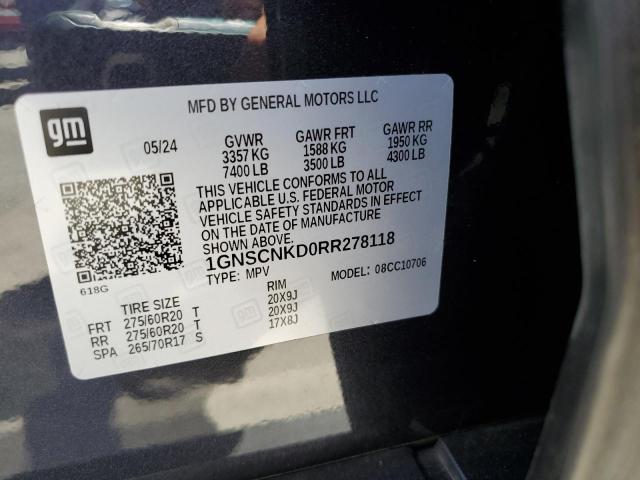 MFD BY GENERAL MOTORS LLC
gm
05/24 GVWR GAWR FRT GAWR RR
3357 KG 1588 KG 1950 KG
7400 LB 3500 LB 4300 LB
THIS VEHICLE CONFORMS TO ALL
APPLICABLE U.S. FEDERAL MOTOR
VEHICLE SAFETY STANDARDS IN EFFECT
ON THE DATE OF MANUFACTURE
SHOWN ABOVE.
1GNSCNKD0RR278118
618G TYPE: MPV MODEL: 08CC10706
TIRE SIZE RIM
FRT 275/60R20 T 20X9J
RR 275/60R20 T 20X9J
SPA 265/70R17 S 17X8J